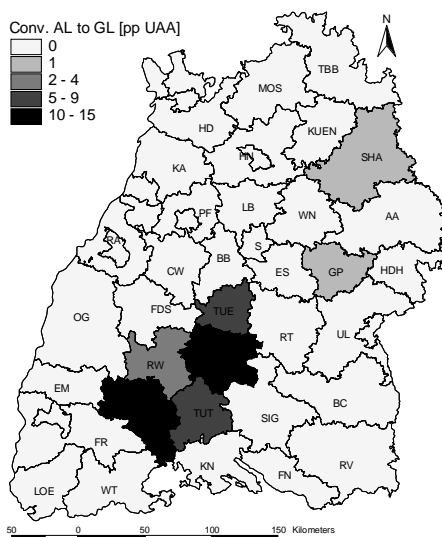 Conv. AL to GL [pp UAA]
0
1
2 - 4
5 - 9
10 - 15
N
TBB
MOS
HD
KUEN
HN
SHA
KA
PF
LB
WN
AA
RA
S
BB
CW
ES
GP
HDH
OG
FDS
TUE
RT
UL
RW
EM
TUT
BC
SIG
FR
KN
RV
FN
LOE
WT
50 0 50 100 150 Kilometers